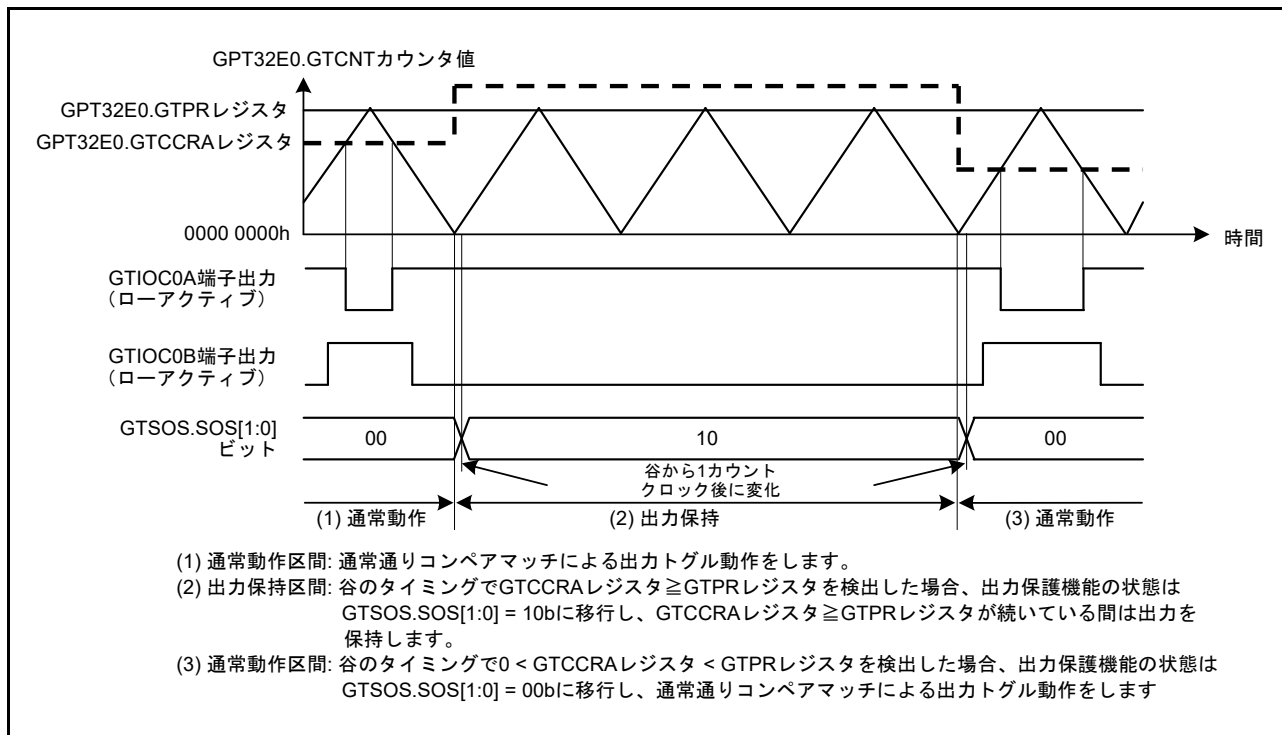 GPT32E0.GTCNTカウンタ値
GPT32E0.GTPRレジスタ
GPT32E0.GTCCRAレジスタ
0000 0000h
時間
GTIOC0A端子出力
（ローアクティブ）
GTIOC0B端子出力
（ローアクティブ）
GTSOS.SOS[1:0]
ビット
00
10
00
谷から1カウント
クロック後に変化
(1) 通常動作
(2) 出力保持
(3) 通常動作
(1) 通常動作区間: 通常通りコンペアマッチによる出力トグル動作をします。
(2) 出力保持区間: 谷のタイミングでGTCCRAレジスタ≧GTPRレジスタを検出した場合、出力保護機能の状態は
GTSOS.SOS[1:0] = 10bに移行し、GTCCRAレジスタ≧GTPRレジスタが続いている間は出力を
保持します。
(3) 通常動作区間: 谷のタイミングで0 < GTCCRAレジスタ < GTPRレジスタを検出した場合、出力保護機能の状態は
GTSOS.SOS[1:0] = 00bに移行し、通常通りコンペアマッチによる出力トグル動作をします